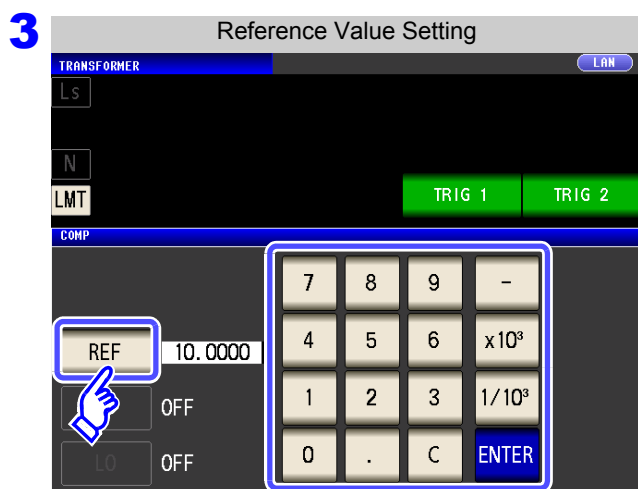 3
Reference Value Setting
TRANSFORMER
LAN
Ls
N
LMT
TRIG 1 TRIG 2
COMP
7 8 9 -
4 5 6 x10³
REF 10.0000
1 2 3 1/10³
OFF
0 . C ENTER
LO OFF